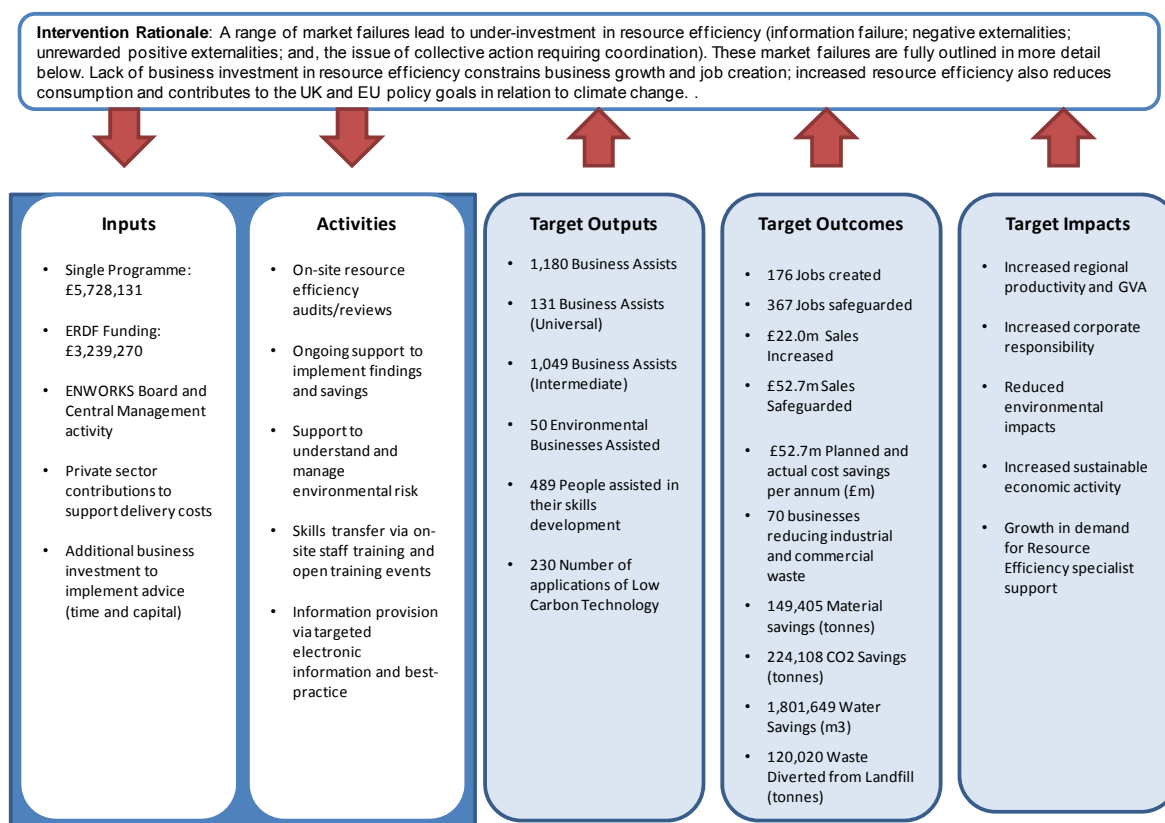 Intervention Rationale: A range of market failures lead to under-investment in resource efficiency (information failure; negative externalities;
unrewarded positive externalities; and, the issue of collective action requiring coordination). These market failures are fully outlined in more detail
below. Lack of business investment in resource efficiency constrains business growth and job creation; increased resource efficiency also reduces
consumption and contributes to the UK and EU policy goals in relation to climate change. .
Inputs
• Single Programme:
£5,728,131
• ERDF Funding:
£3,239,270
• ENWORKS Board and
Central Management
activity
• Private sector
contributions to
support delivery costs
• Additional business
investment to
implement advice
(time and capital)
Activities
• On-site resource
efficiency
audits/reviews
• Ongoing support to
implement findings
and savings
• Support to
understand and
manage
environmental risk
• Skills transfer via on-
site staff training and
open training events
• Information provision
via targeted
electronic
information and best-
practice
Target Outputs
• 1,180 Business Assists
• 131 Business Assists
(Universal)
• 1,049 Business Assists
(Intermediate)
• 50 Environmental
Businesses Assisted
• 489 People assisted in
their skills
development
• 230 Number of
applications of Low
Carbon Technology
Target Outcomes
• 176 Jobs created
• 367 Jobs safeguarded
• £22.0m Sales
Increased
• £52.7m Sales
Safeguarded
• £52.7m Planned and
actual cost savings
per annum (£m)
• 70 businesses
reducing industrial
and commercial
waste
• 149,405 Material
savings (tonnes)
• 224,108 CO2 Savings
(tonnes)
• 1,801,649 Water
Savings (m3)
• 120,020 Waste
Diverted from Landfill
(tonnes)
Target Impacts
• Increased regional
productivity and GVA
• Increased corporate
responsibility
• Reduced
environmental
impacts
• Increased sustainable
economic activity
• Growth in demand
for Resource
Efficiency specialist
support